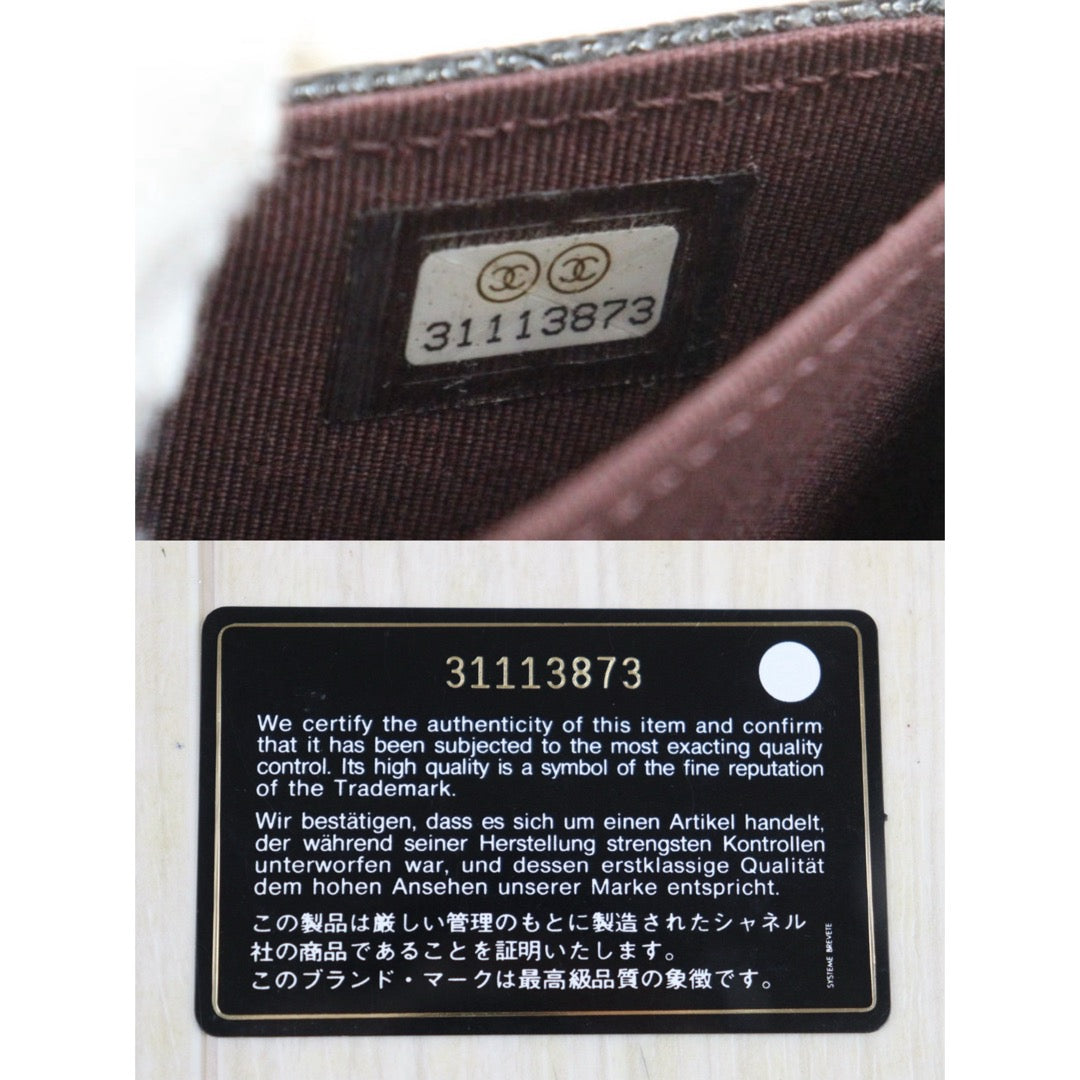 31113873
31113873
We certify the authenticity of this item and confirm
that it has been subjected to the most exacting quality
control. Its high quality is a symbol of the fine reputation
of the Trademark.
Wir bestätigen, dass es sich um einen Artikel handelt,
der während seiner Herstellung strengsten Kontrollen
unterworfen war, und dessen erstklassige Qualität
dem hohen Ansehen unserer Marke entspricht.
この製品は厳しい管理のもとに製造されたシャネル
社の商品であることを証明いたします。
このブランド・マークは最高級品質の象徴です。
SYSTEME BREVETE